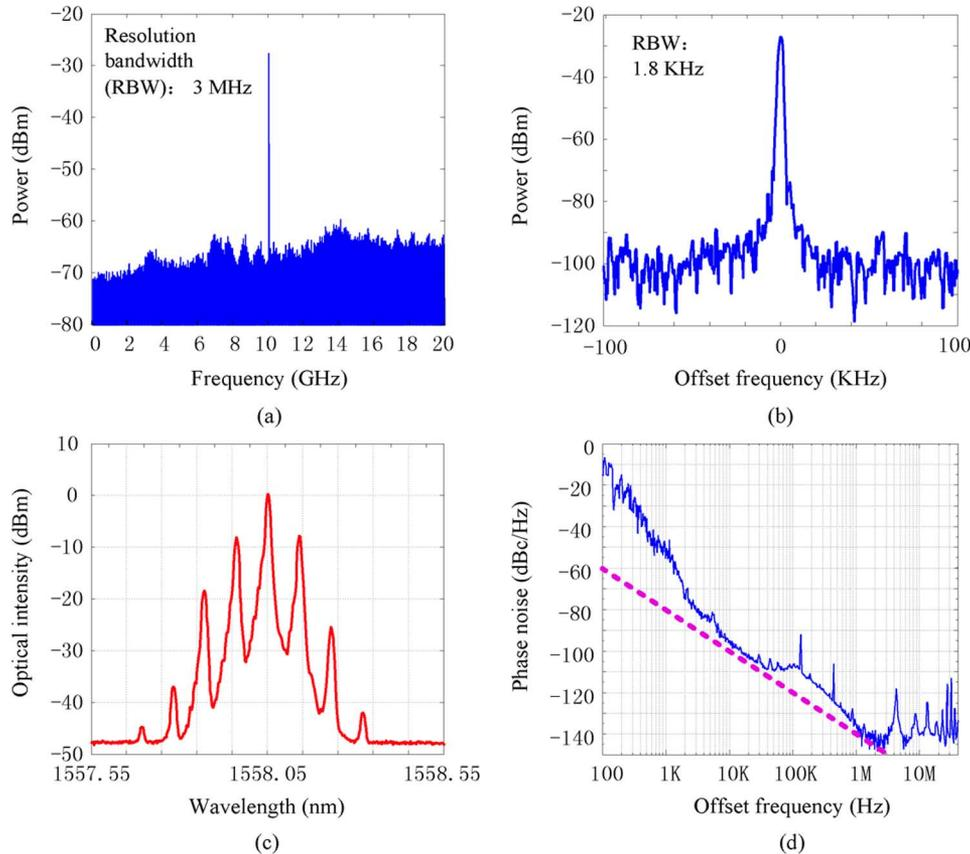 -20
-30
-40
-50
-60
-70
-80
Power (dBm)
Resolution
bandwidth
(RBW): 3 MHz
0 2 4 6 8 10 12 14 16 18 20
Frequency (GHz)
(a)
-20
-40
-60
-80
-100
-120
Power (dBm)
RBW:
1.8 KHz
-100 0 100
Offset frequency (KHz)
(b)
10
0
-10
-20
-30
-40
-50
Optical intensity (dBm)
1557.55 1558.05 1558.55
Wavelength (nm)
(c)
0
-20
-40
-60
-80
-100
-120
-140
Phase noise (dBc/Hz)
100 1K 10K 100K 1M 10M
Offset frequency (Hz)
(d)